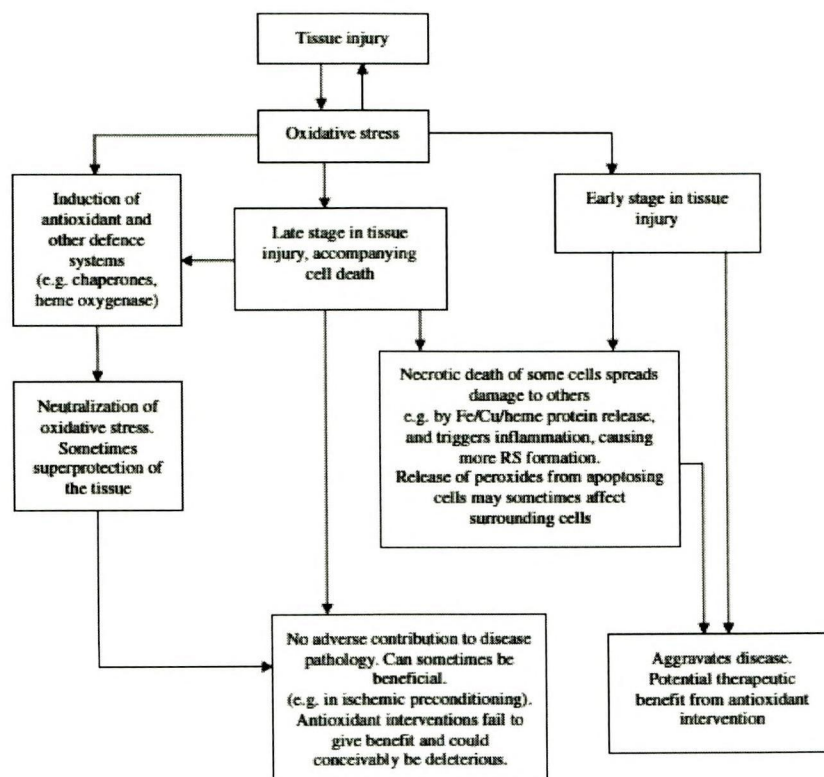 Tissue injury
Oxidative stress
Induction of
antioxidant and
other defence
systems
(e.g. chaperones,
heme oxygenase)
Late stage in tissue
injury, accompanying
cell death
Early stage in tissue
injury
Neutralization of
oxidative stress.
Sometimes
superprotection of
the tissue
Necrotic death of some cells spreads
damage to others
e.g. by Fe/Cu/heme protein release,
and triggers inflammation, causing
more RS formation.
Release of peroxides from apoptosing
cells may sometimes affect
surrounding cells
No adverse contribution to disease
pathology. Can sometimes be
beneficial.
(e.g. in ischemic preconditioning).
Antioxidant interventions fail to
give benefit and could
conceivably be deleterious.
Aggravates disease.
Potential therapeutic
benefit from antioxidant
intervention